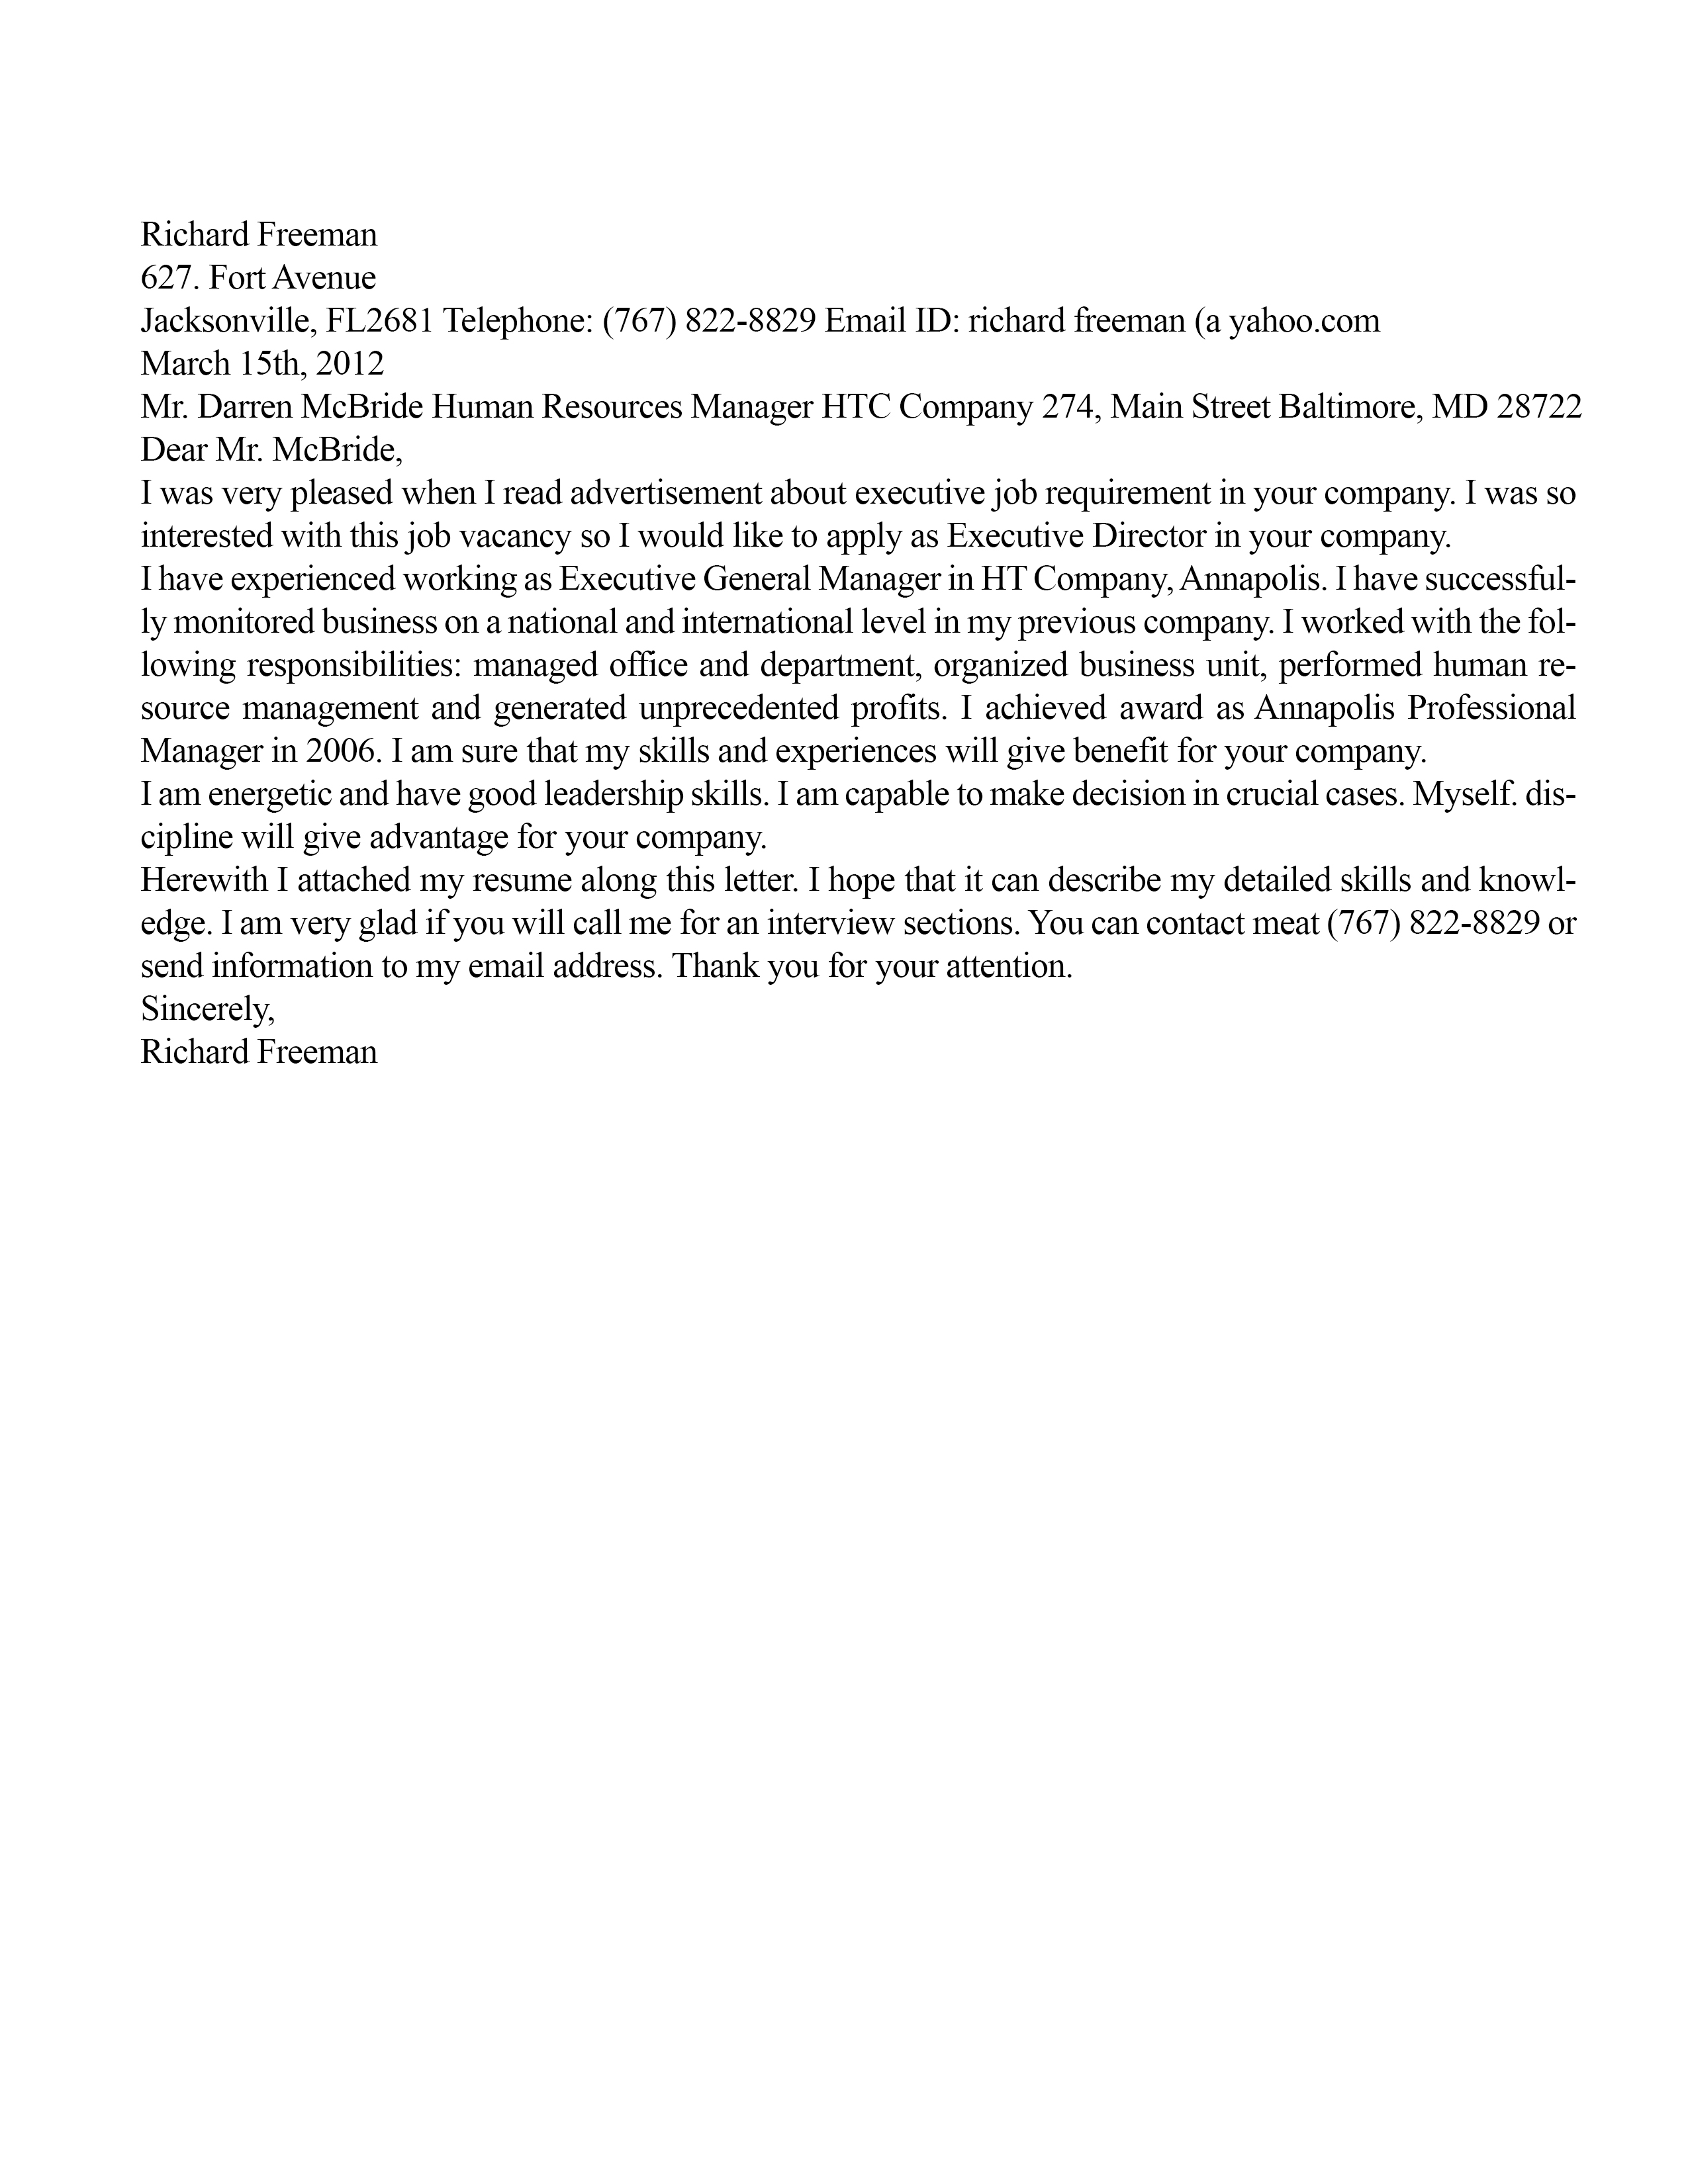 Richard Freeman
627. Fort Avenue
Jacksonville, FL2681 Telephone: (767) 822-8829 Email ID: richard freeman (a yahoo.com
March 15th, 2012
Mr. Darren McBride Human Resources Manager HTC Company 274, Main Street Baltimore, MD 28722
Dear Mr. McBride,
I was very pleased when I read advertisement about executive job requirement in your company. I was so
interested with this job vacancy so I would like to apply as Executive Director in your company.
I have experienced working as Executive General Manager in HT Company, Annapolis. I have successful-
ly monitored business on a national and international level in my previous company. I worked with the fol-
lowing responsibilities: managed office and department, organized business unit, performed human re-
source management and generated unprecedented profits. I achieved award as Annapolis Professional
Manager in 2006. I am sure that my skills and experiences will give benefit for your company.
I am energetic and have good leadership skills. I am capable to make decision in crucial cases. Myself. dis-
cipline will give advantage for your company.
Herewith I attached my resume along this letter. I hope that it can describe my detailed skills and knowl-
edge. I am very glad if you will call me for an interview sections. You can contact meat (767) 822-8829 or
send information to my email address. Thank you for your attention.
Sincerely,
Richard Freeman